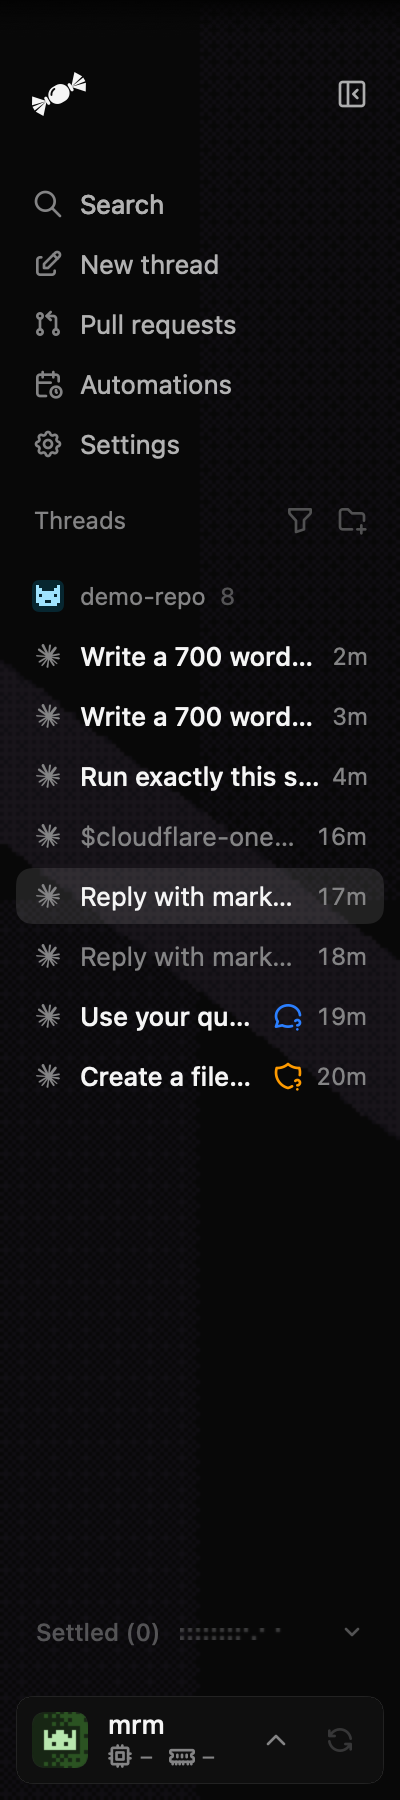 Search
New thread
Pull requests
Automations
Settings
Threads
demo-repo 8
Write a 700 word... 2m
Write a 700 word... 3m
Run exactly this s... 4m
$cloudflare-one... 16m
Reply with mark... 17m
Reply with mark... 18m
Use your qu... 19m
Create a file... 20m
Settled (0)
mrm
– –